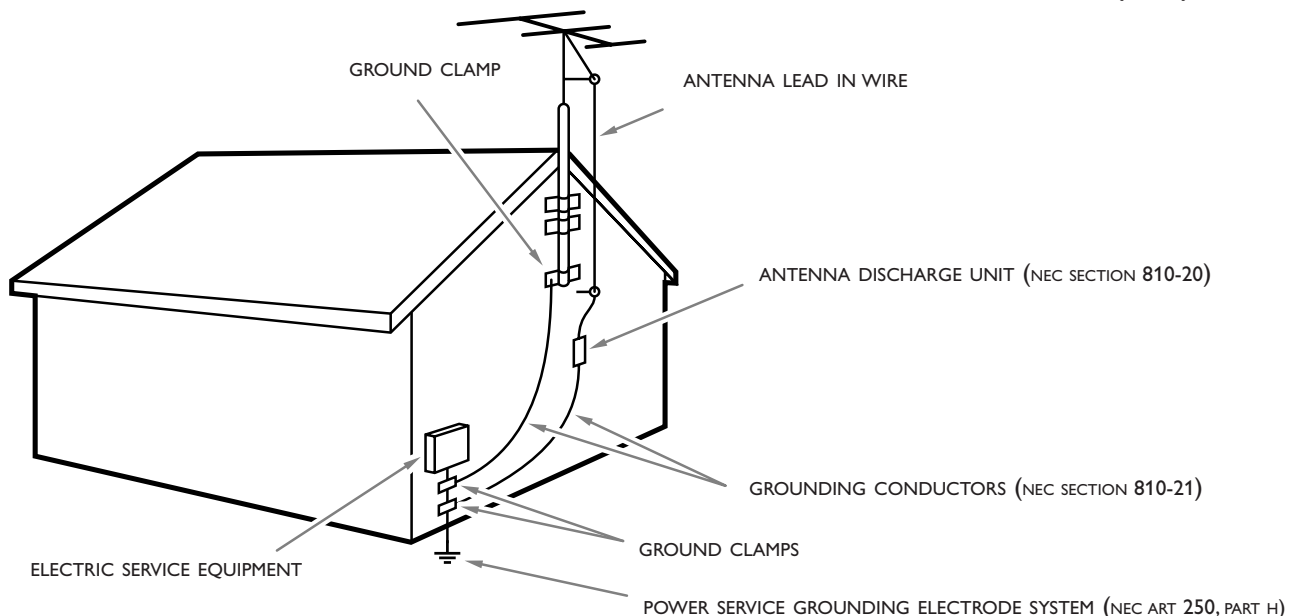 GROUND CLAMP
ANTENNA LEAD IN WIRE
ANTENNA DISCHARGE UNIT (NEC SECTION 810-20)
GROUNDING CONDUCTORS (NEC SECTION 810-21)
GROUND CLAMPS
ELECTRIC SERVICE EQUIPMENT
POWER SERVICE GROUNDING ELECTRODE SYSTEM (NEC ART 250, PART H)